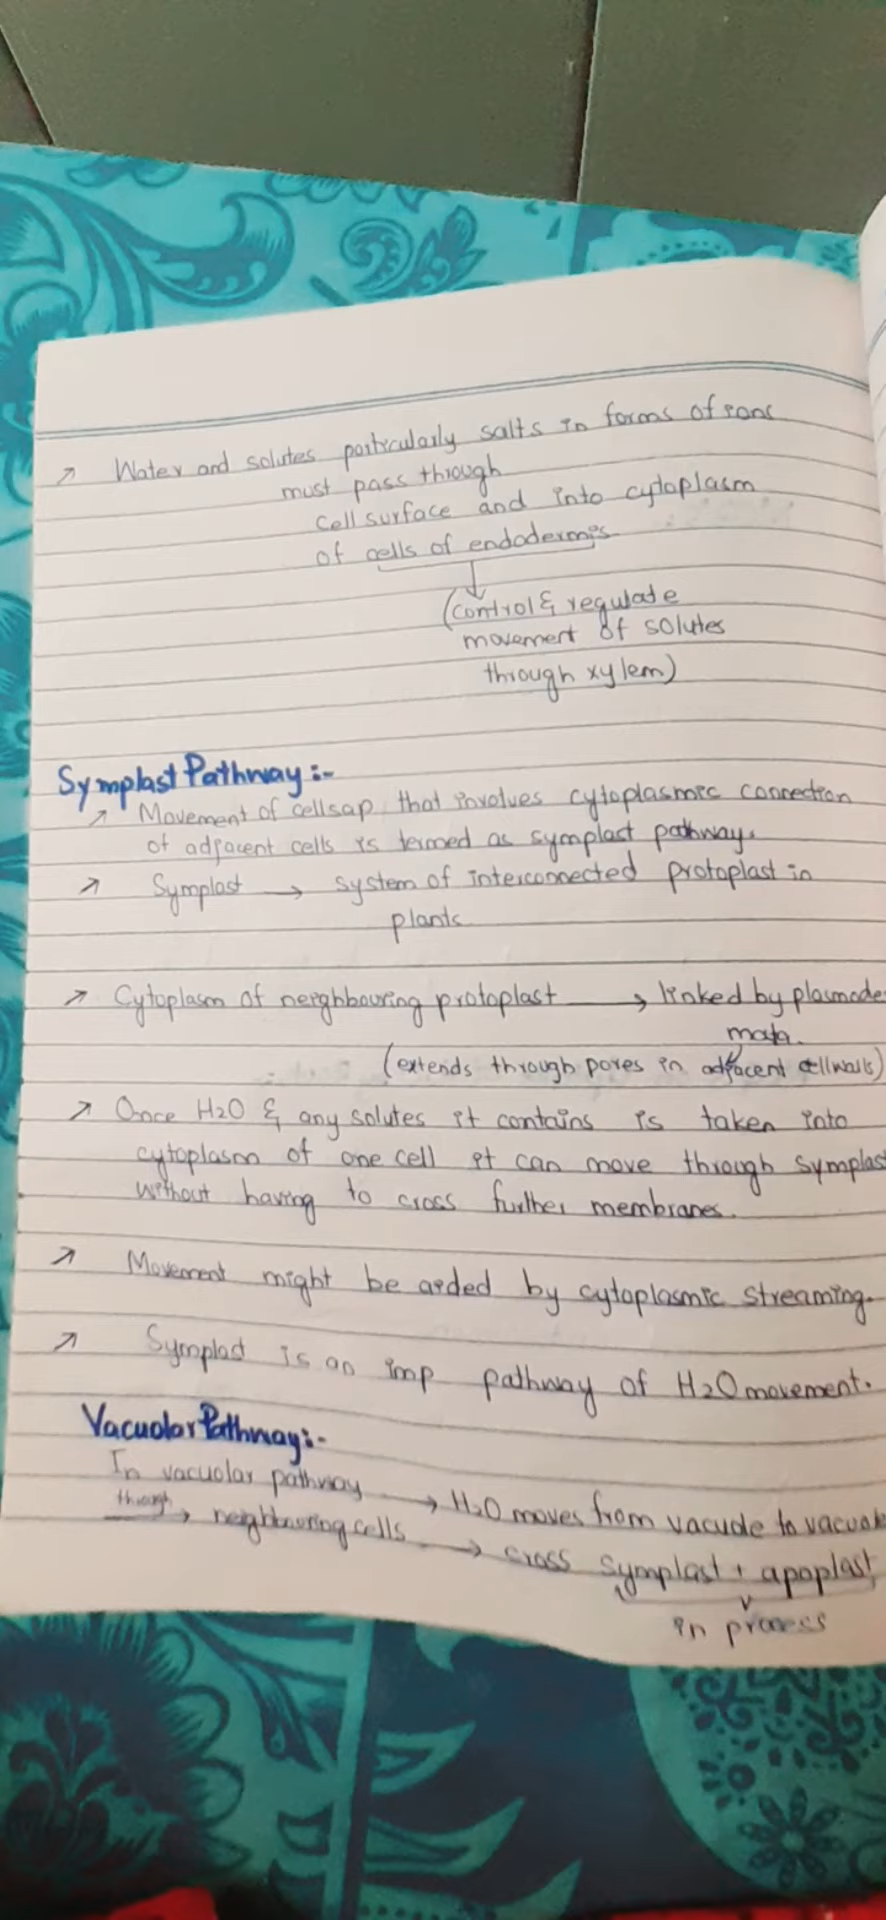 ↗ Water and solutes particularly salts in forms of ions
must pass through
cell surface and into cytoplasm
of cells of endodermis
↓
(control & regulate
movement of solutes
through xylem)
Symplast Pathway :-
↗ Movement of cellsap that involves cytoplasmic connection
of adjacent cells is termed as symplast pathway.
↗ Symplast → system of interconnected protoplast in
plants
↗ Cytoplasm of neighbouring protoplast → linked by plasmode
mata.
(extends through pores in adjacent cellwalls)
↗ Once H2O & any solutes it contains is taken into
cytoplasm of one cell it can move through symplast
without having to cross further membranes.
↗ Movement might be aided by cytoplasmic streaming.
↗ Symplast is an imp pathway of H2O movement.
Vacuolar Pathway :-
In vacuolar pathway → H2O moves from vacuole to vacuole
through → neighbouring cells → cross symplast + apoplast
in process